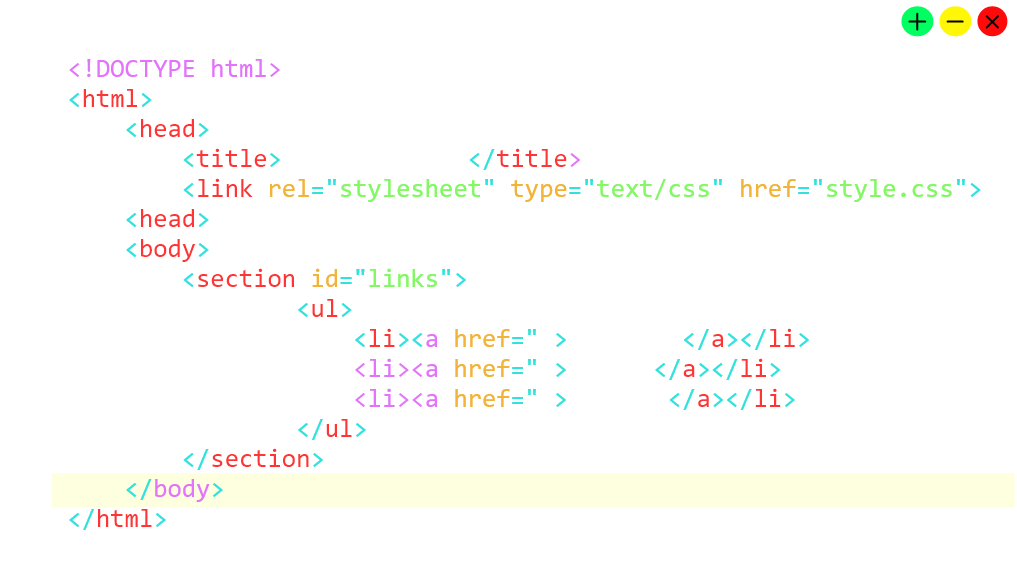 <!DOCTYPE html>
<html>
<head>
<title> </title>
<link rel="stylesheet" type="text/css" href="style.css">
<head>
<body>
<section id="links">
<ul>
<li><a href=" > </a></li>
<li><a href=" > </a></li>
<li><a href=" > </a></li>
</ul>
</section>
</body>
</html>